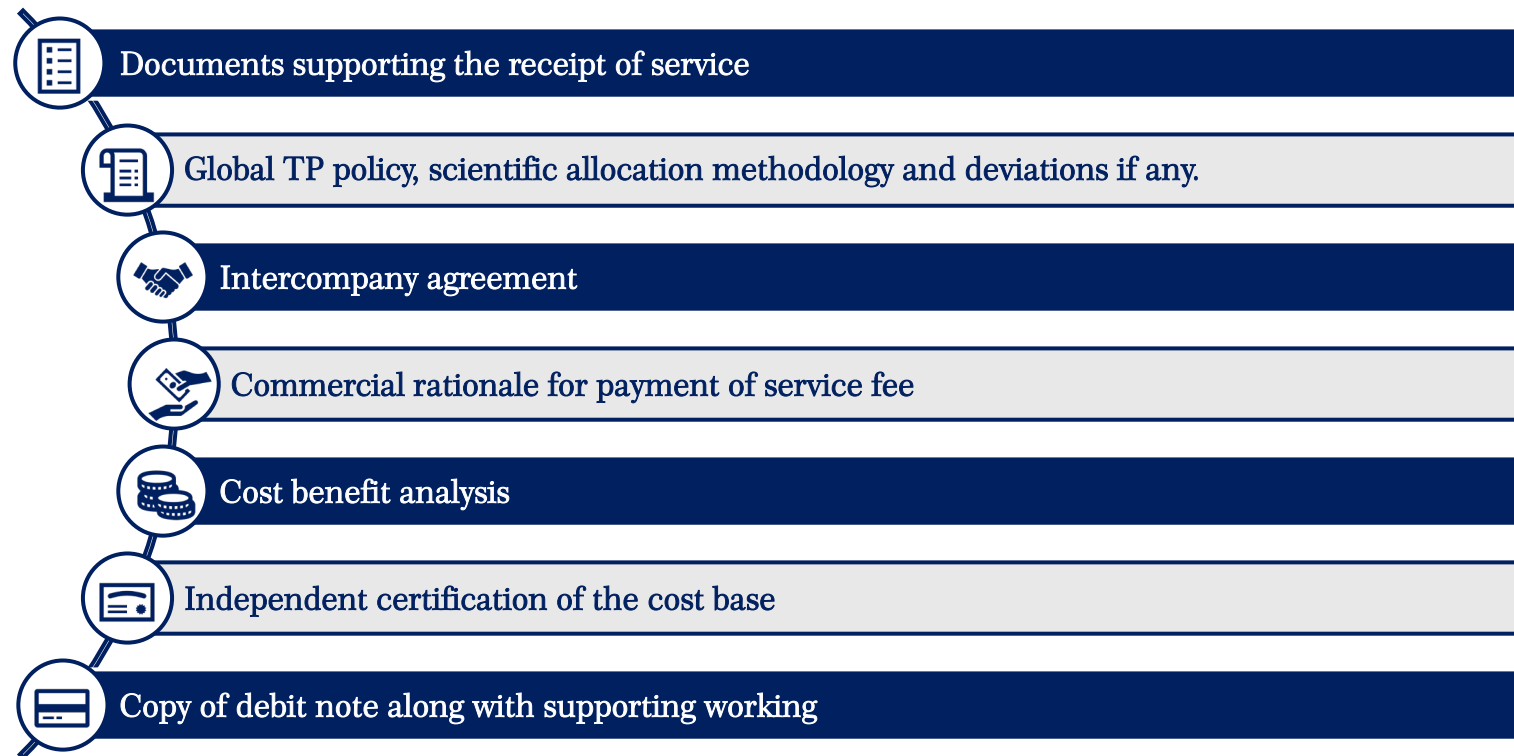 Documents supporting the receipt of service
Global TP policy, scientific allocation methodology and deviations if any.
Intercompany agreement
Commercial rationale for payment of service fee
Cost benefit analysis
Independent certification of the cost base
Copy of debit note along with supporting working